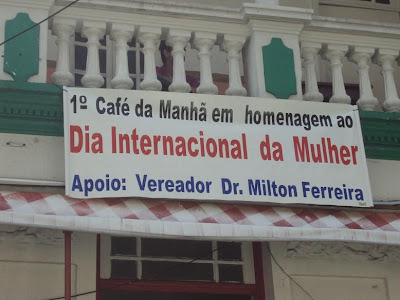 1º Café da Manhã em homenagem ao
Dia Internacional da Mulher
Apoio: Vereador Dr. Milton Ferreira